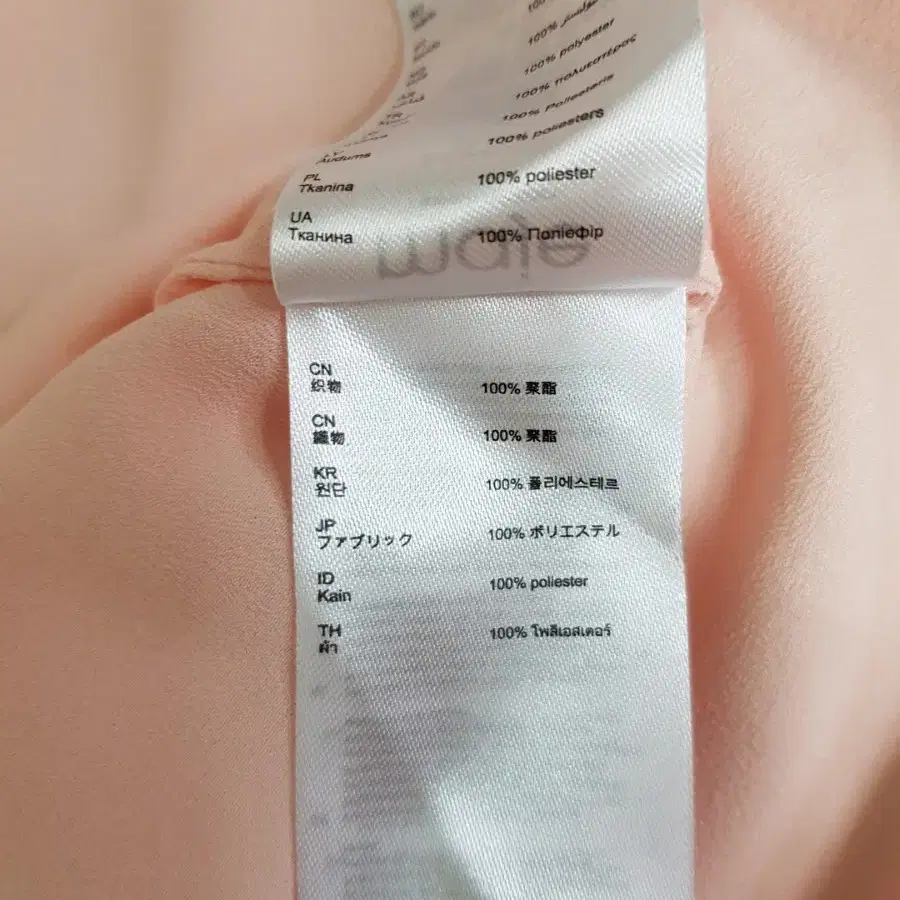 100% polyester
100% πολυεστέρας
100% Poliesteris
100% poliesters
Audums
PL
Tkanina 100% poliester
UA
Тканина 100% Поліефір
maje
CN
织物 100% 聚酯
CN
織物 100% 聚酯
KR
원단 100% 폴리에스테르
JP
ファブリック 100% ポリエステル
ID
Kain 100% poliester
TH
ผ้า 100% โพลิเอสเตอร์